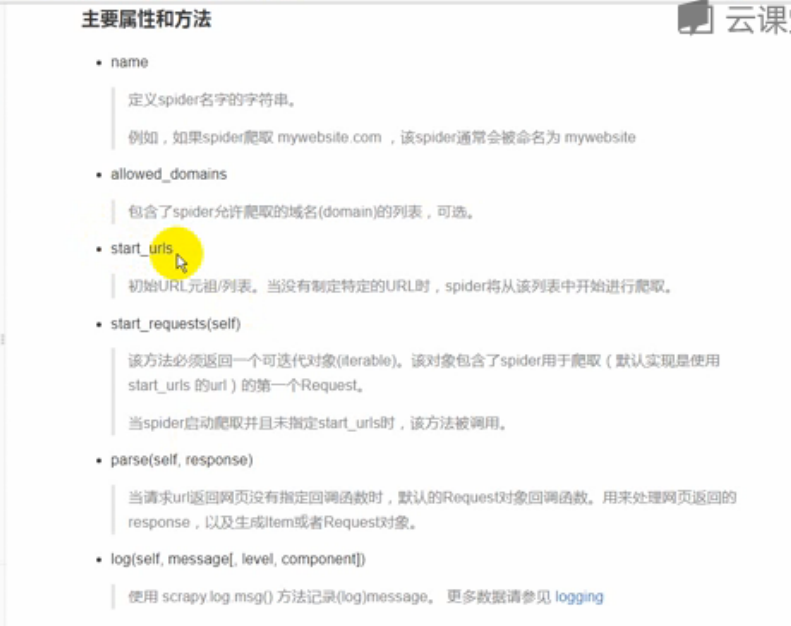 主要属性和方法
云课
name
定义spider名字的字符串。
例如，如果spider爬取 mywebsite.com ，该spider通常会被命名为 mywebsite
allowed_domains
包含了spider允许爬取的域名(domain)的列表，可选。
start_urls
初始URL元祖/列表。当没有制定特定的URL时，spider将从该列表中开始进行爬取。
start_requests(self)
该方法必须返回一个可迭代对象(iterable)。该对象包含了spider用于爬取（默认实现是使用
start_urls 的url）的第一个Request。
当spider启动爬取并且未指定start_urls时，该方法被调用。
parse(self, response)
当请求url返回网页没有指定回调函数时，默认的Request对象回调函数。用来处理网页返回的
response，以及生成Item或者Request对象。
log(self, message[, level, component])
使用 scrapy.log.msg() 方法记录(log)message。 更多数据请参见 logging